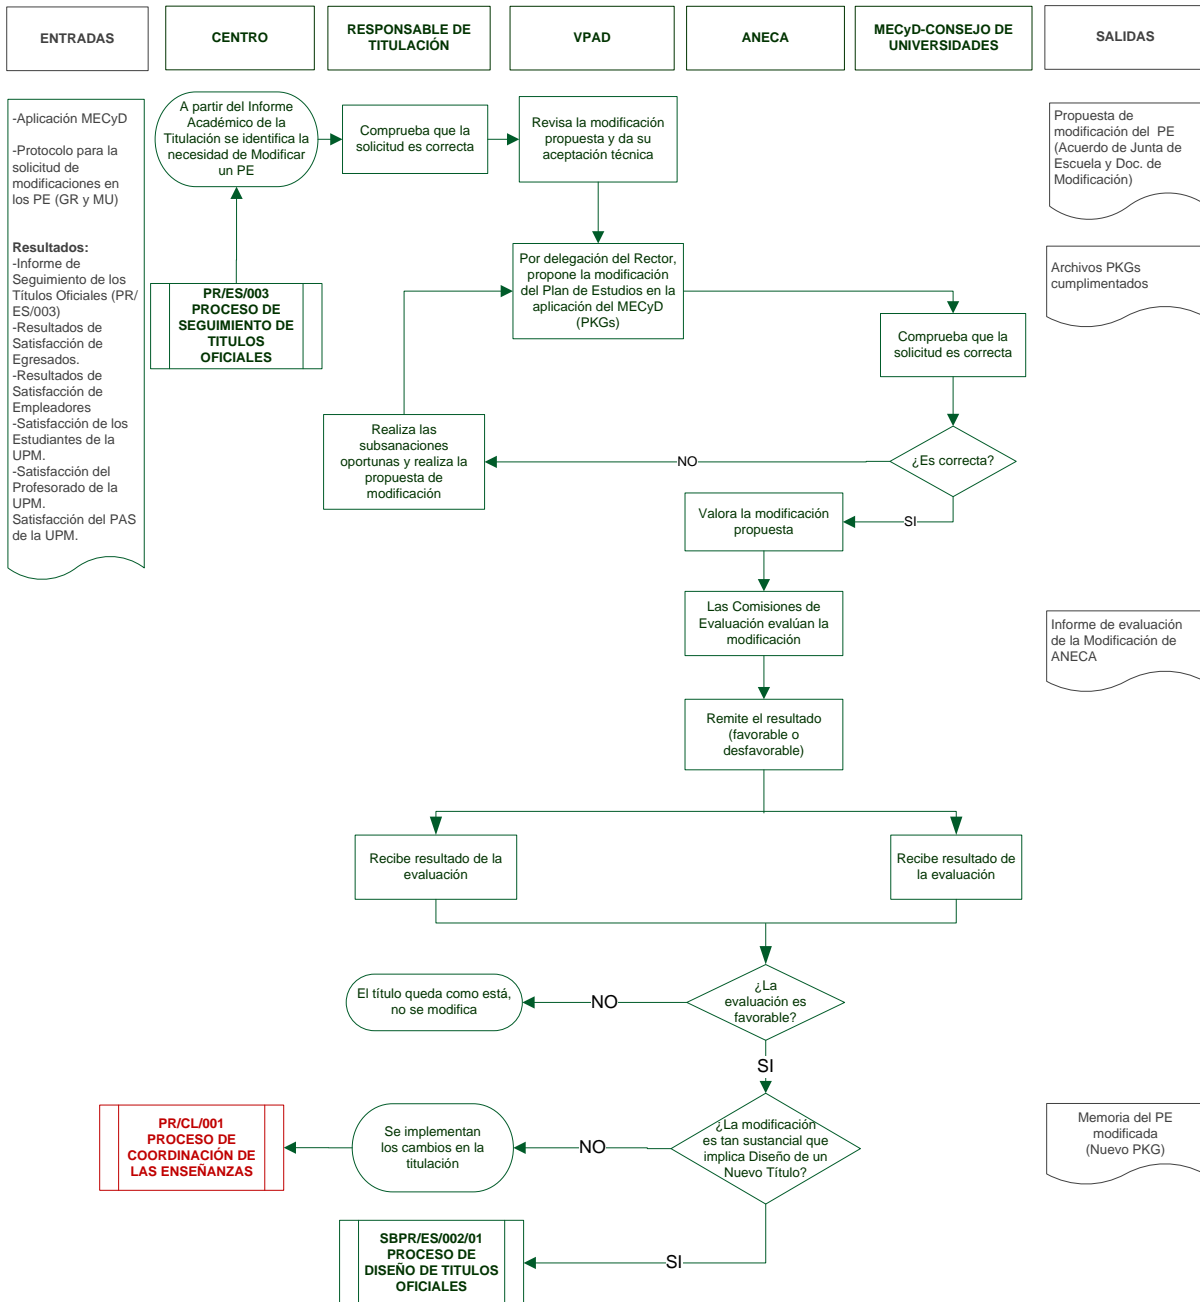 ENTRADAS
CENTRO
RESPONSABLE DE
TITULACIÓN
VPAD
ANECA
MECyD-CONSEJO DE
UNIVERSIDADES
SALIDAS
-Aplicación MECyD
-Protocolo para la
solicitud de
modificaciones en
los PE (GR y MU)
Resultados:
-Informe de
Seguimiento de los
Títulos Oficiales (PR/
ES/003)
-Resultados de
Satisfacción de
Egresados.
-Resultados de
Satisfacción de
Empleadores
-Satisfacción de los
Estudiantes de la
UPM.
-Satisfacción del
Profesorado de la
UPM.
Satisfacción del PAS
de la UPM.
A partir del Informe
Académico de la
Titulación se identifica la
necesidad de Modificar
un PE
Comprueba que la
solicitud es correcta
Revisa la modificación
propuesta y da su
aceptación técnica
Propuesta de
modificación del PE
(Acuerdo de Junta de
Escuela y Doc. de
Modificación)
PR/ES/003
PROCESO DE
SEGUIMIENTO DE
TITULOS
OFICIALES
Por delegación del Rector,
propone la modificación
del Plan de Estudios en la
aplicación del MECyD
(PKGs)
Archivos PKGs
cumplimentados
Comprueba que la
solicitud es correcta
Realiza las
subsanaciones
oportunas y realiza la
propuesta de
modificación
NO
¿Es correcta?
Valora la modificación
propuesta
SI
Las Comisiones de
Evaluación evalúan la
modificación
Informe de evaluación
de la Modificación de
ANECA
Remite el resultado
(favorable o
desfavorable)
Recibe resultado de la
evaluación
Recibe resultado de
la evaluación
El título queda como está,
no se modifica
NO
¿La
evaluación es
favorable?
SI
PR/CL/001
PROCESO DE
COORDINACIÓN DE
LAS ENSEÑANZAS
Se implementan
los cambios en la
titulación
NO
¿La modificación
es tan sustancial que
implica Diseño de un
Nuevo Título?
Memoria del PE
modificada
(Nuevo PKG)
SBPR/ES/002/01
PROCESO DE
DISEÑO DE TITULOS
OFICIALES
SI